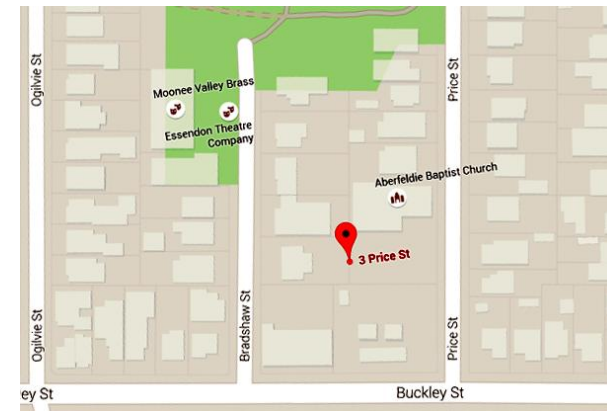 Ogilvie St
Price St
Moonee Valley Brass
Essendon Theatre
Company
Aberfeldie Baptist Church
3 Price St
Ogilvie St
Bradshaw St
Price St
ey St
Buckley St